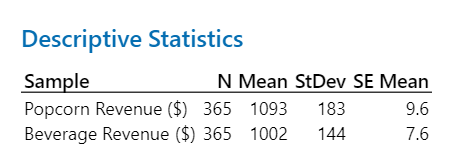 Descriptive Statistics
Sample N Mean StDev SE Mean
Popcorn Revenue ($) 365 1093 183 9.6
Beverage Revenue ($) 365 1002 144 7.6